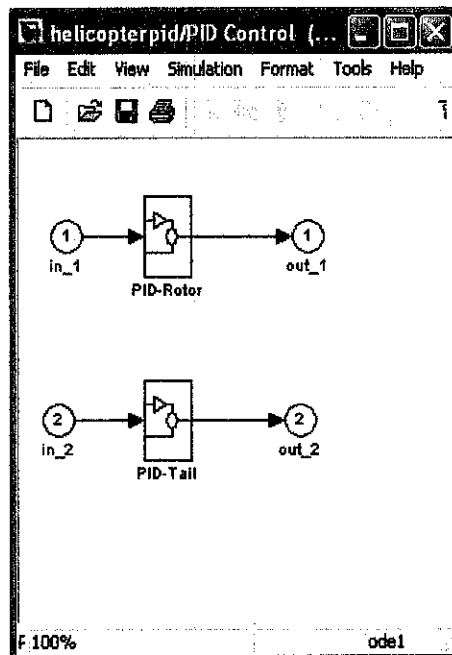 helicopterpid/PID Control (...
File Edit View Simulation Format Tools Help
1 1
in_1 out_1
PID-Rotor
2 2
in_2 out_2
PID-Tail
100% ode1